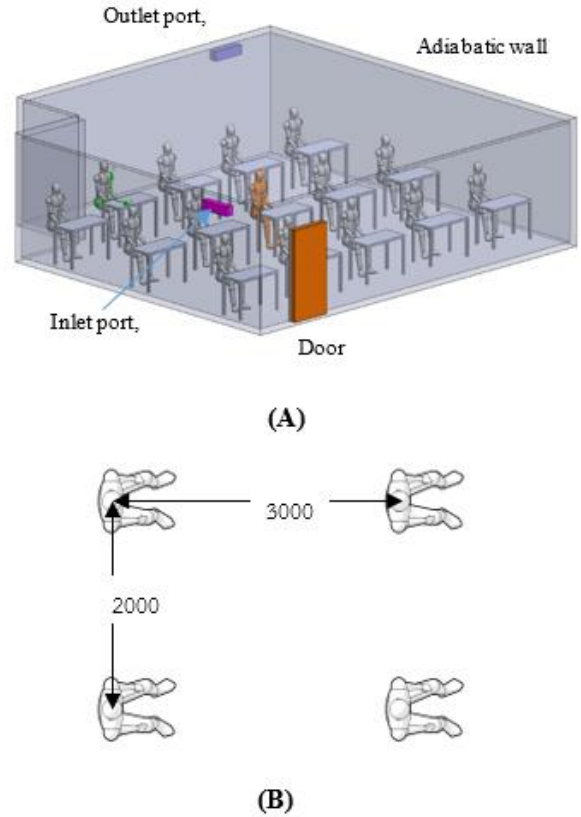 Outlet port,
Adiabatic wall
Inlet port,
Door
(A)
3000
2000
(B)